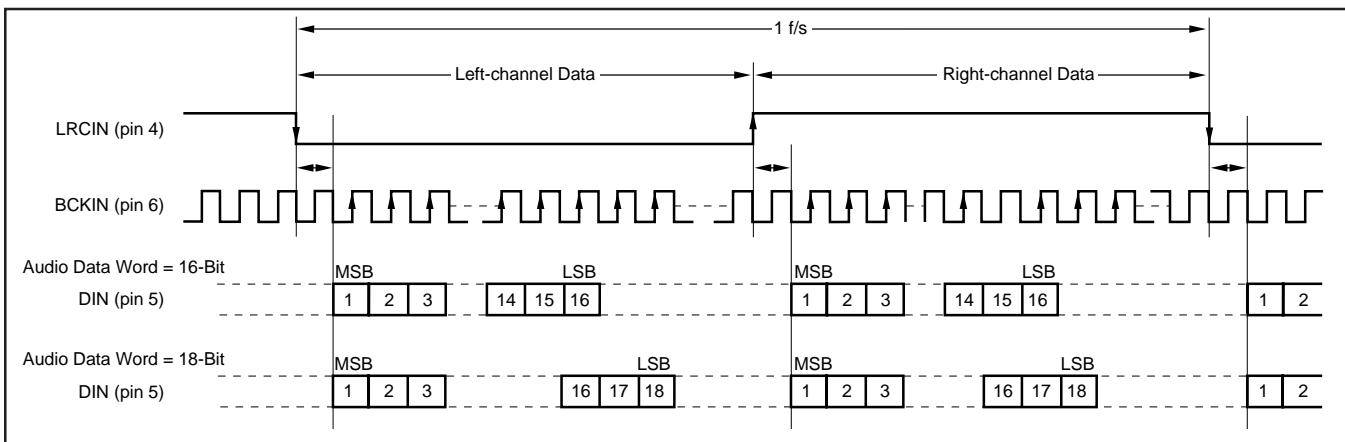 1 f/s
Left-channel Data
Right-channel Data
LRCIN (pin 4)
BCKIN (pin 6)
Audio Data Word = 16-Bit
MSB LSB MSB LSB
DIN (pin 5) 1 2 3 14 15 16 1 2 3 14 15 16 1 2
Audio Data Word = 18-Bit
MSB LSB MSB LSB
DIN (pin 5) 1 2 3 16 17 18 1 2 3 16 17 18 1 2